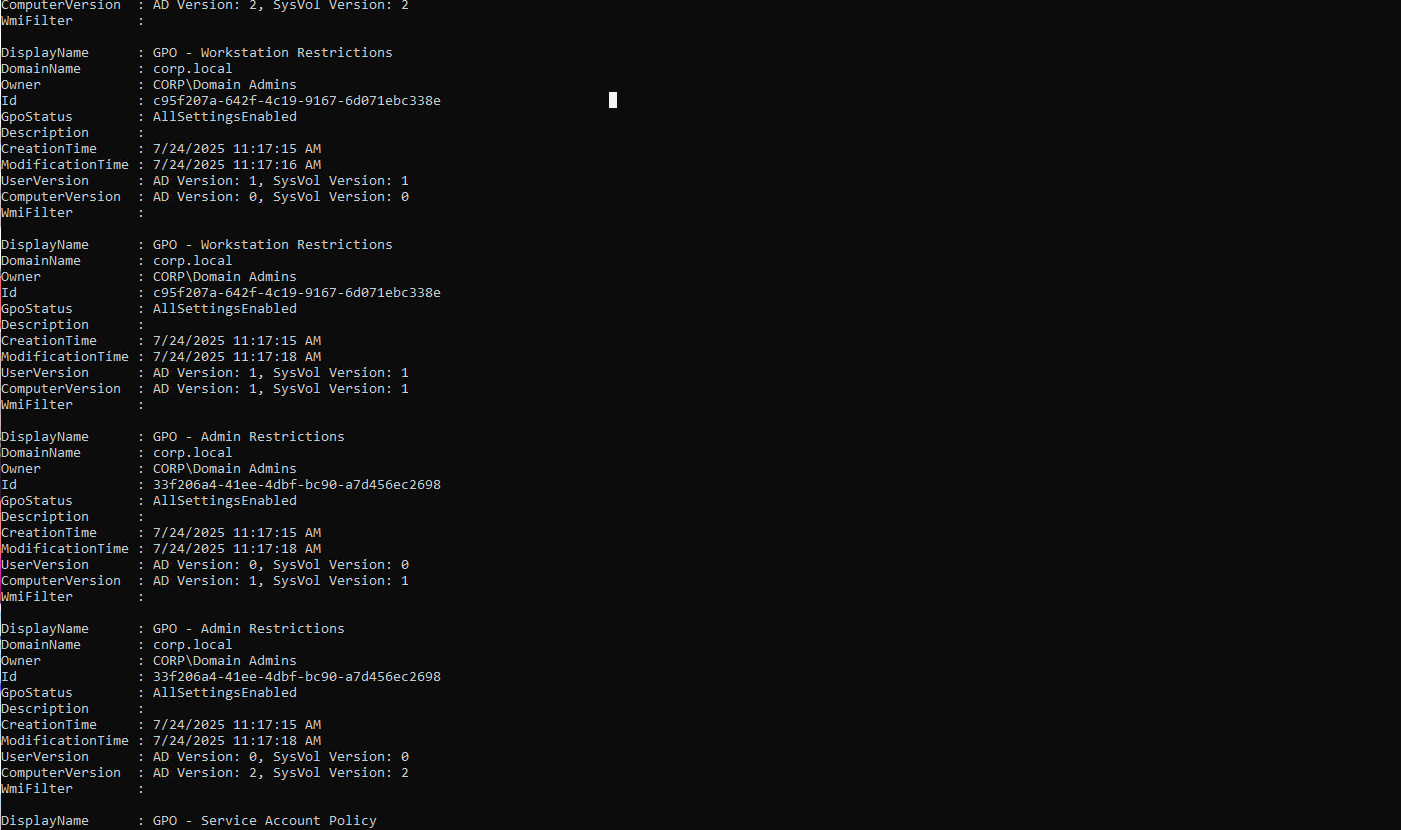 ComputerVersion  : AD Version: 2, SysVol Version: 2
WmiFilter        :

DisplayName      : GPO - Workstation Restrictions
DomainName       : corp.local
Owner            : CORP\Domain Admins
Id               : c95f207a-642f-4c19-9167-6d071ebc338e
GpoStatus        : AllSettingsEnabled
Description      :
CreationTime     : 7/24/2025 11:17:15 AM
ModificationTime : 7/24/2025 11:17:16 AM
UserVersion      : AD Version: 1, SysVol Version: 1
ComputerVersion  : AD Version: 0, SysVol Version: 0
WmiFilter        :

DisplayName      : GPO - Workstation Restrictions
DomainName       : corp.local
Owner            : CORP\Domain Admins
Id               : c95f207a-642f-4c19-9167-6d071ebc338e
GpoStatus        : AllSettingsEnabled
Description      :
CreationTime     : 7/24/2025 11:17:15 AM
ModificationTime : 7/24/2025 11:17:18 AM
UserVersion      : AD Version: 1, SysVol Version: 1
ComputerVersion  : AD Version: 1, SysVol Version: 1
WmiFilter        :

DisplayName      : GPO - Admin Restrictions
DomainName       : corp.local
Owner            : CORP\Domain Admins
Id               : 33f206a4-41ee-4dbf-bc90-a7d456ec2698
GpoStatus        : AllSettingsEnabled
Description      :
CreationTime     : 7/24/2025 11:17:15 AM
ModificationTime : 7/24/2025 11:17:18 AM
UserVersion      : AD Version: 0, SysVol Version: 0
ComputerVersion  : AD Version: 1, SysVol Version: 1
WmiFilter        :

DisplayName      : GPO - Admin Restrictions
DomainName       : corp.local
Owner            : CORP\Domain Admins
Id               : 33f206a4-41ee-4dbf-bc90-a7d456ec2698
GpoStatus        : AllSettingsEnabled
Description      :
CreationTime     : 7/24/2025 11:17:15 AM
ModificationTime : 7/24/2025 11:17:18 AM
UserVersion      : AD Version: 0, SysVol Version: 0
ComputerVersion  : AD Version: 2, SysVol Version: 2
WmiFilter        :

DisplayName      : GPO - Service Account Policy